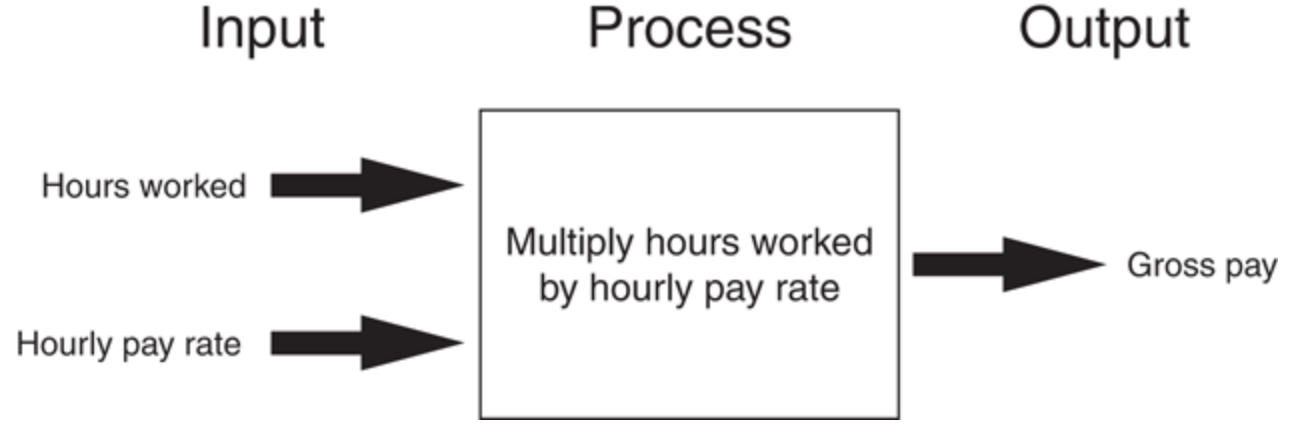 Input
Process
Output
Hours worked
Hourly pay rate
Multiply hours worked
by hourly pay rate
Gross pay